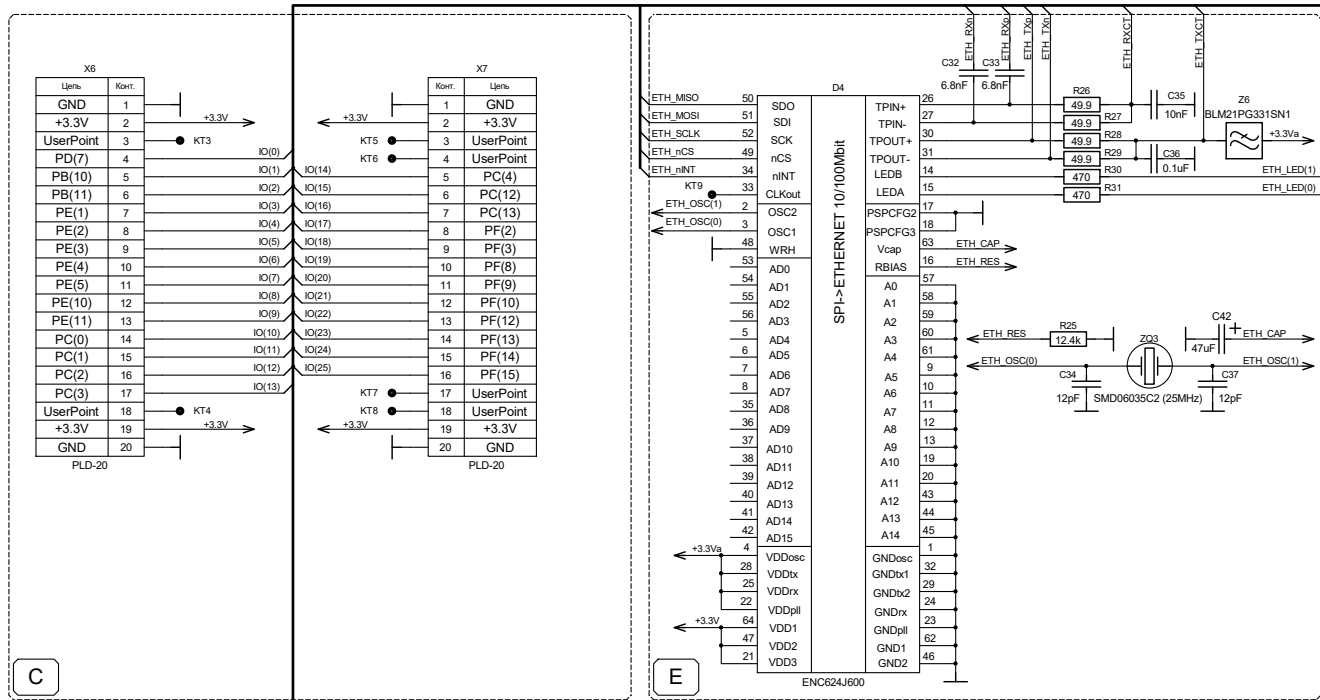 X6
Цепь Конт.
GND 1
+3.3V 2 +3.3V
UserPoint 3 KT3
PD(7) 4 IO(0)
PB(10) 5 IO(1)
PB(11) 6 IO(2)
PE(1) 7 IO(3)
PE(2) 8 IO(4)
PE(3) 9 IO(5)
PE(4) 10 IO(6)
PE(5) 11 IO(7)
PE(10) 12 IO(8)
PE(11) 13 IO(9)
PC(0) 14 IO(10)
PC(1) 15 IO(11)
PC(2) 16 IO(12)
PC(3) 17 IO(13)
UserPoint 18 KT4
+3.3V 19 +3.3V
GND 20
PLD-20
X7
Конт. Цепь
1 GND
+3.3V 2 +3.3V
KT5 3 UserPoint
KT6 4 UserPoint
IO(14) 5 PC(4)
IO(15) 6 PC(12)
IO(16) 7 PC(13)
IO(17) 8 PF(2)
IO(18) 9 PF(3)
IO(19) 10 PF(8)
IO(20) 11 PF(9)
IO(21) 12 PF(10)
IO(22) 13 PF(12)
IO(23) 14 PF(13)
IO(24) 15 PF(14)
IO(25) 16 PF(15)
KT7 17 UserPoint
KT8 18 UserPoint
+3.3V 19 +3.3V
20 GND
PLD-20
C
D4
SPI->ETHERNET 10/100Mbit
ETH_MISO 50 SDO
ETH_MOSI 51 SDI
ETH_SCLK 52 SCK
ETH_nCS 49 nCS
ETH_nINT 34 nINT
KT9 33 CLKout
ETH_OSC(1) 2 OSC2
ETH_OSC(0) 3 OSC1
48 WRH
53 AD0
54 AD1
55 AD2
56 AD3
5 AD4
6 AD5
7 AD6
8 AD7
35 AD8
36 AD9
37 AD10
38 AD11
39 AD12
40 AD13
41 AD14
42 AD15
+3.3Va 4 VDDosc
28 VDDtx
25 VDDrx
22 VDDpll
+3.3V 64 VDD1
47 VDD2
21 VDD3
TPIN+ 26
TPIN- 27
TPOUT+ 30
TPOUT- 31
LEDB 14
LEDA 15
PSPCFG2 17
PSPCFG3 18
Vcap 63 ETH_CAP
RBIAS 16 ETH_RES
A0 57
A1 58
A2 59
A3 60
A4 61
A5 9
A6 10
A7 11
A8 12
A9 13
A10 19
A11 20
A12 43
A13 44
A14 45
GNDosc 1
GNDtx1 32
GNDtx2 29
GNDrx 24
GNDpll 23
GND1 62
GND2 46
ENC624J600
ETH_RXn
ETH_RXp
ETH_TXp
ETH_TXn
ETH_RXCT
ETH_TXCT
C32
6.8nF
C33
6.8nF
R26
49.9
R27
49.9
R28
49.9
R29
49.9
R30
470
R31
470
C35
10nF
C36
0.1uF
Z6
BLM21PG331SN1
+3.3Va
ETH_LED(1)
ETH_LED(0)
ETH_RES
R25
12.4k
C42
+
47uF
ETH_CAP
ZQ3
ETH_OSC(0)
ETH_OSC(1)
C34
12pF
SMD06035C2 (25MHz)
C37
12pF
E